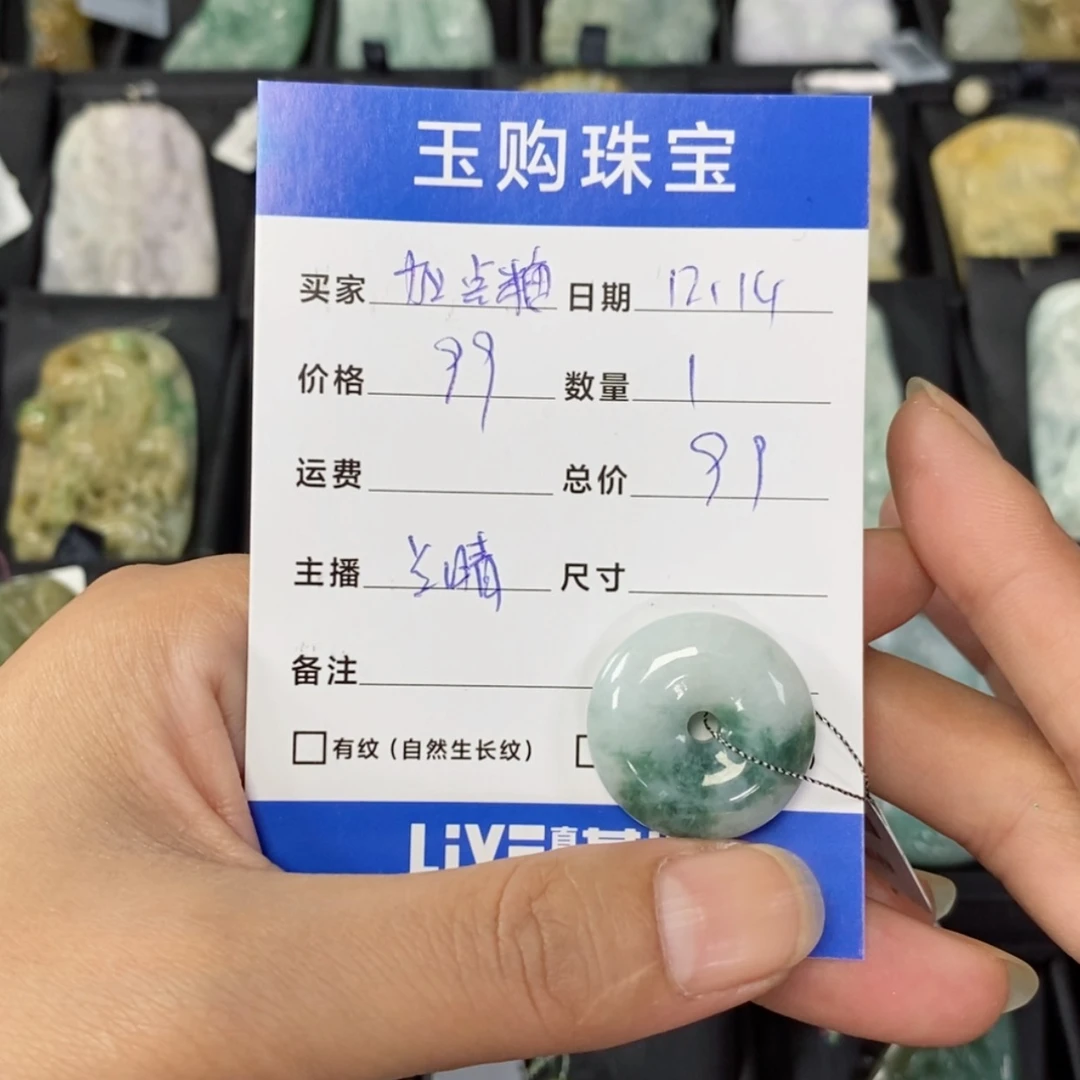 玉购珠宝
买家 加点糖 日期 12.14
价格 99 数量 1
运费 总价 99
主播 点晴 尺寸
备注
有纹（自然生长纹）
LiVE